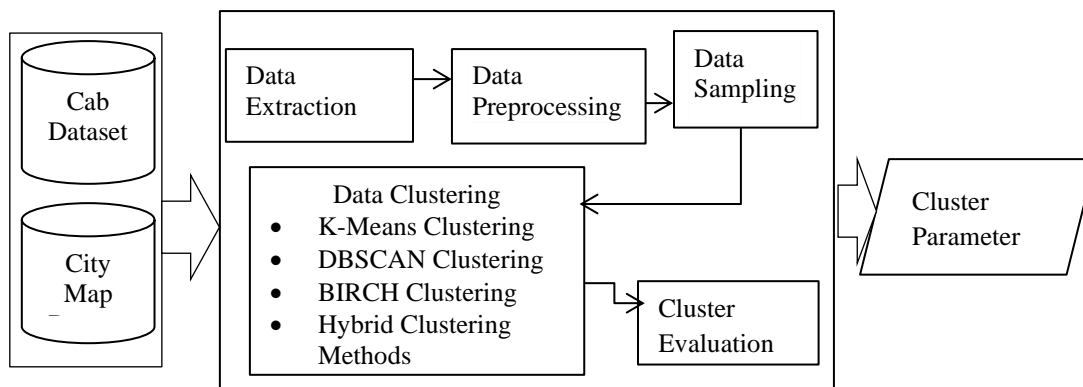 Cab
Dataset
City
Map
Data
Extraction
Data
Preprocessing
Data
Sampling
Data Clustering
• K-Means Clustering
• DBSCAN Clustering
• BIRCH Clustering
• Hybrid Clustering
Methods
Cluster
Evaluation
Cluster
Parameter